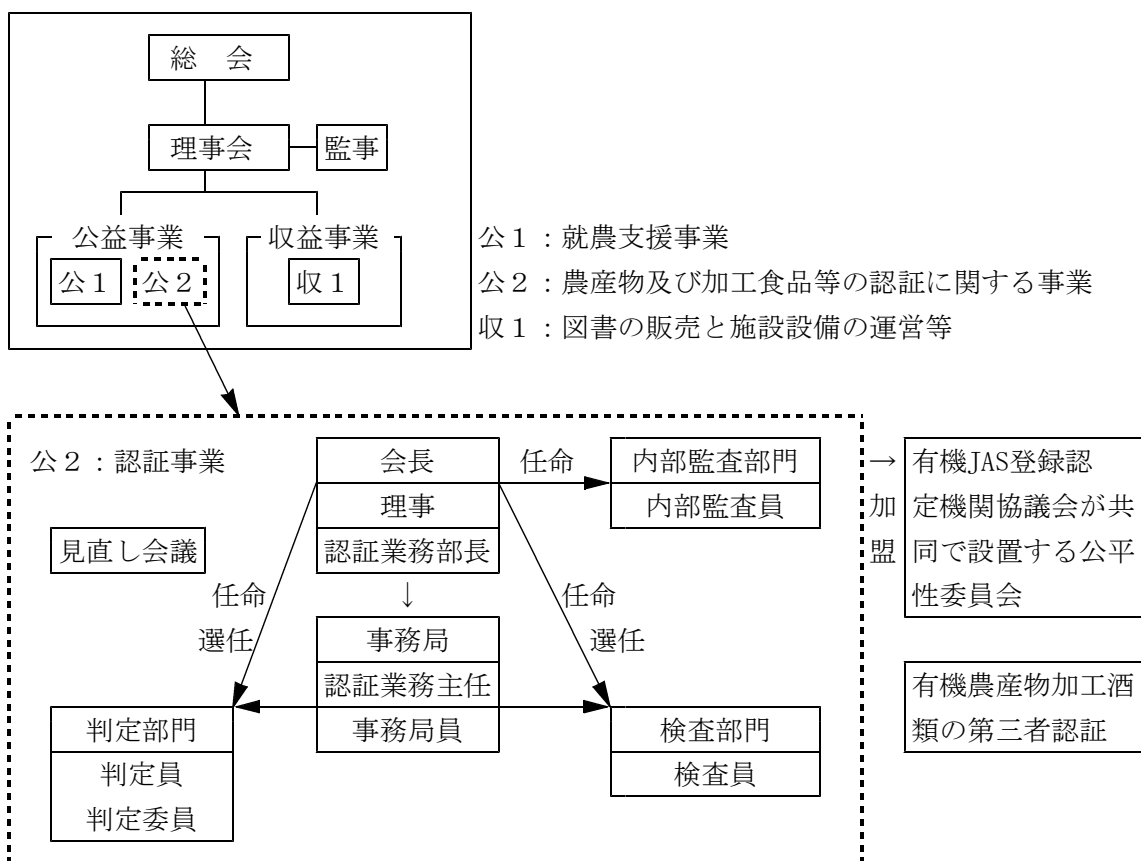 総　会
理事会
監事
公益事業
収益事業
公１
公２
収１
公１：就農支援事業
公２：農産物及び加工食品等の認証に関する事業
収１：図書の販売と施設設備の運営等
公２：認証事業
会長
理事
認証業務部長
任命
内部監査部門
内部監査員
見直し会議
任命
選任
↓
任命
選任
事務局
認証業務主任
事務局員
判定部門
判定員
判定委員
検査部門
検査員
→
加
盟
有機JAS登録認
定機関協議会が共
同で設置する公平
性委員会
有機農産物加工酒
類の第三者認証